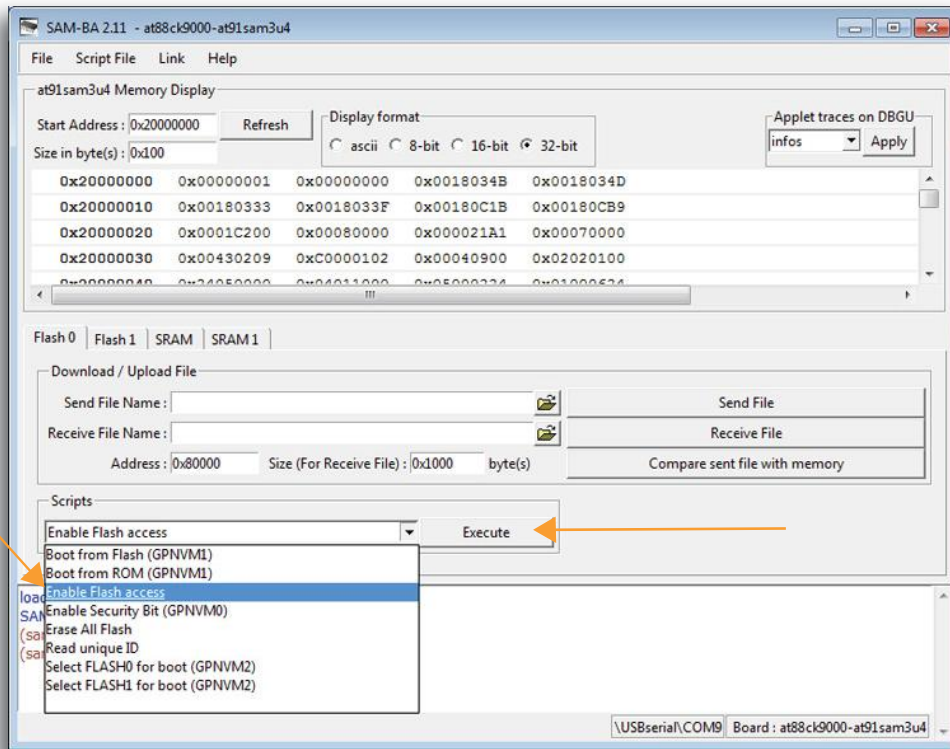 SAM-BA 2.11 - at88ck9000-at91sam3u4
File Script File Link Help
at91sam3u4 Memory Display
Start Address : 0x20000000 Refresh
Size in byte(s) : 0x100
Display format
ascii 8-bit 16-bit 32-bit
Applet traces on DBGU
infos Apply
0x20000000 0x00000001 0x00000000 0x0018034B 0x0018034D
0x20000010 0x00180333 0x0018033F 0x00180C1B 0x00180CB9
0x20000020 0x0001C200 0x00080000 0x000021A1 0x00070000
0x20000030 0x00430209 0xC0000102 0x00040900 0x02020100
Flash 0 Flash 1 SRAM SRAM 1
Download / Upload File
Send File Name : Send File
Receive File Name : Receive File
Address : 0x80000 Size (For Receive File) : 0x1000 byte(s) Compare sent file with memory
Scripts
Enable Flash access Execute
Boot from Flash (GPNVM1)
Boot from ROM (GPNVM1)
Enable Flash access
Enable Security Bit (GPNVM0)
Erase All Flash
Read unique ID
Select FLASH0 for boot (GPNVM2)
Select FLASH1 for boot (GPNVM2)
\USBserial\COM9 Board : at88ck9000-at91sam3u4